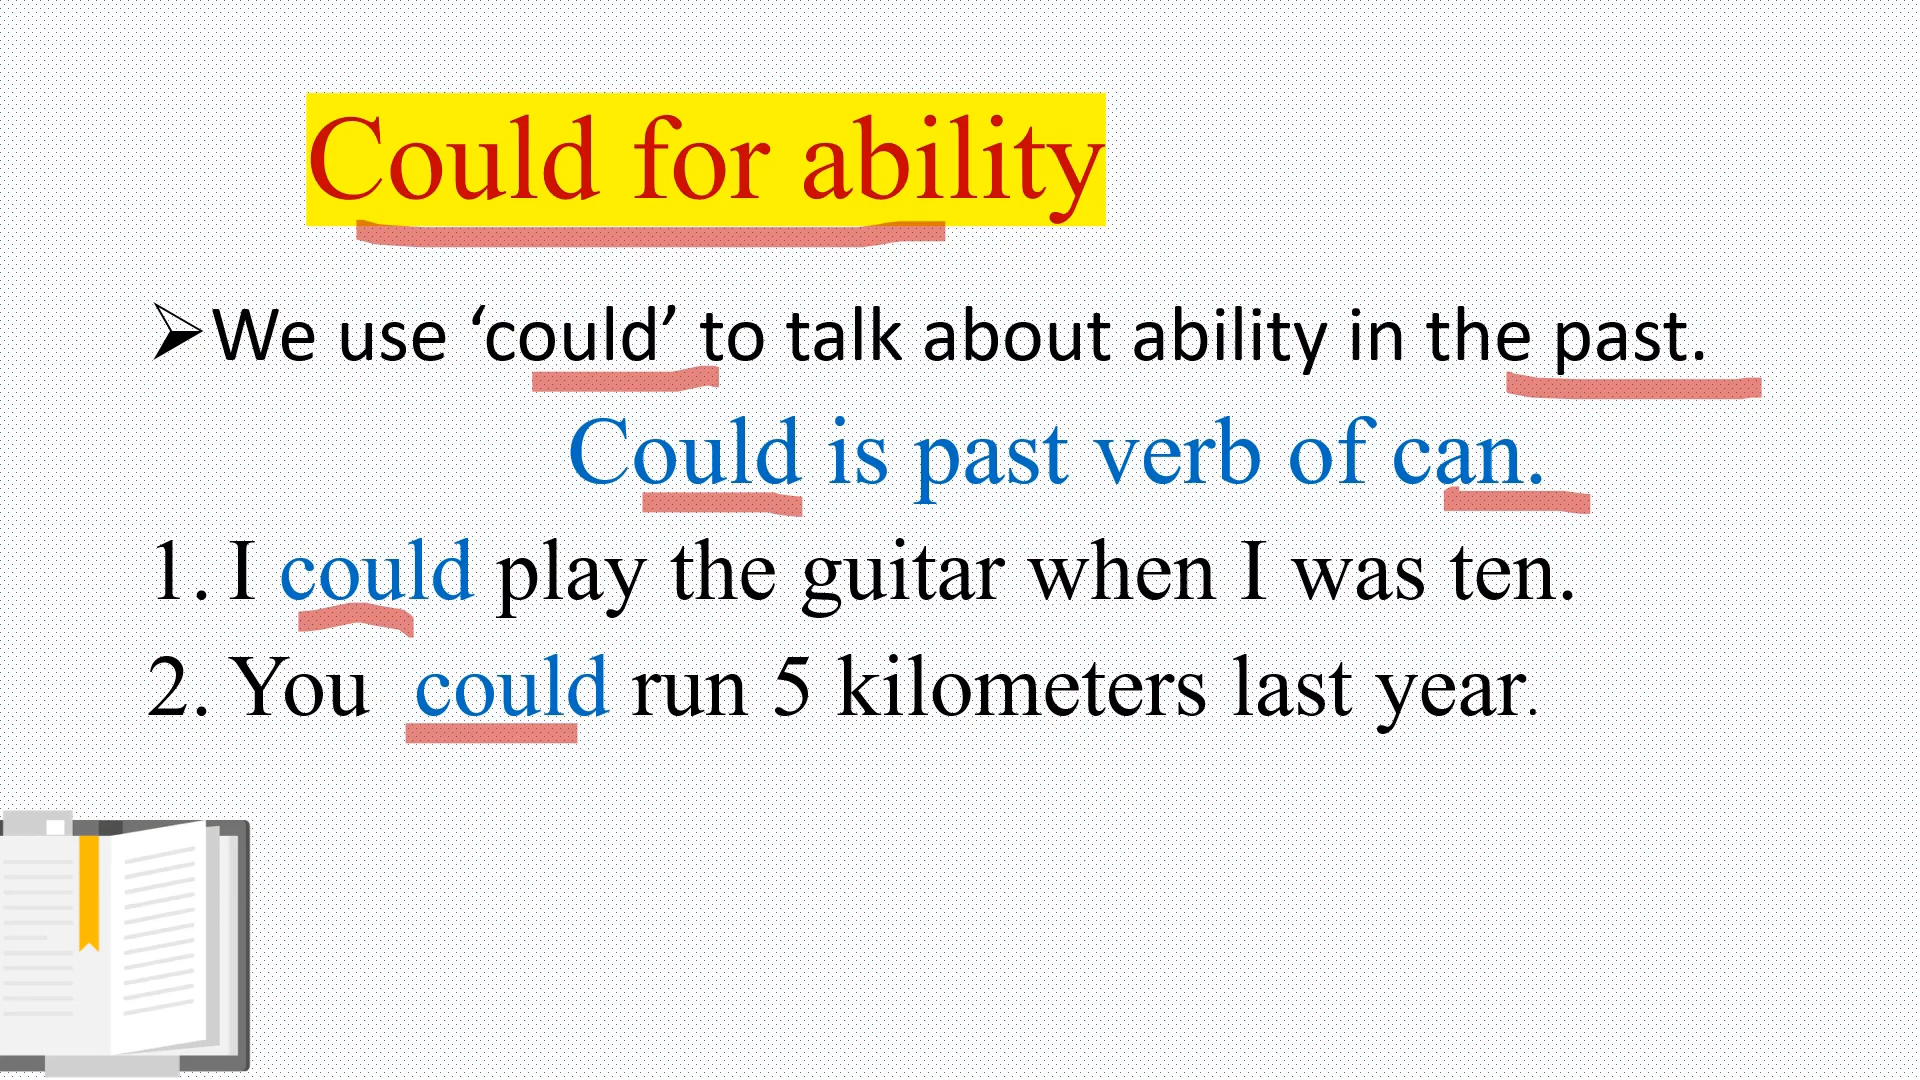 Could for ability
We use ‘could’ to talk about ability in the past.
Could is past verb of can.
1. I could play the guitar when I was ten.
2. You could run 5 kilometers last year.